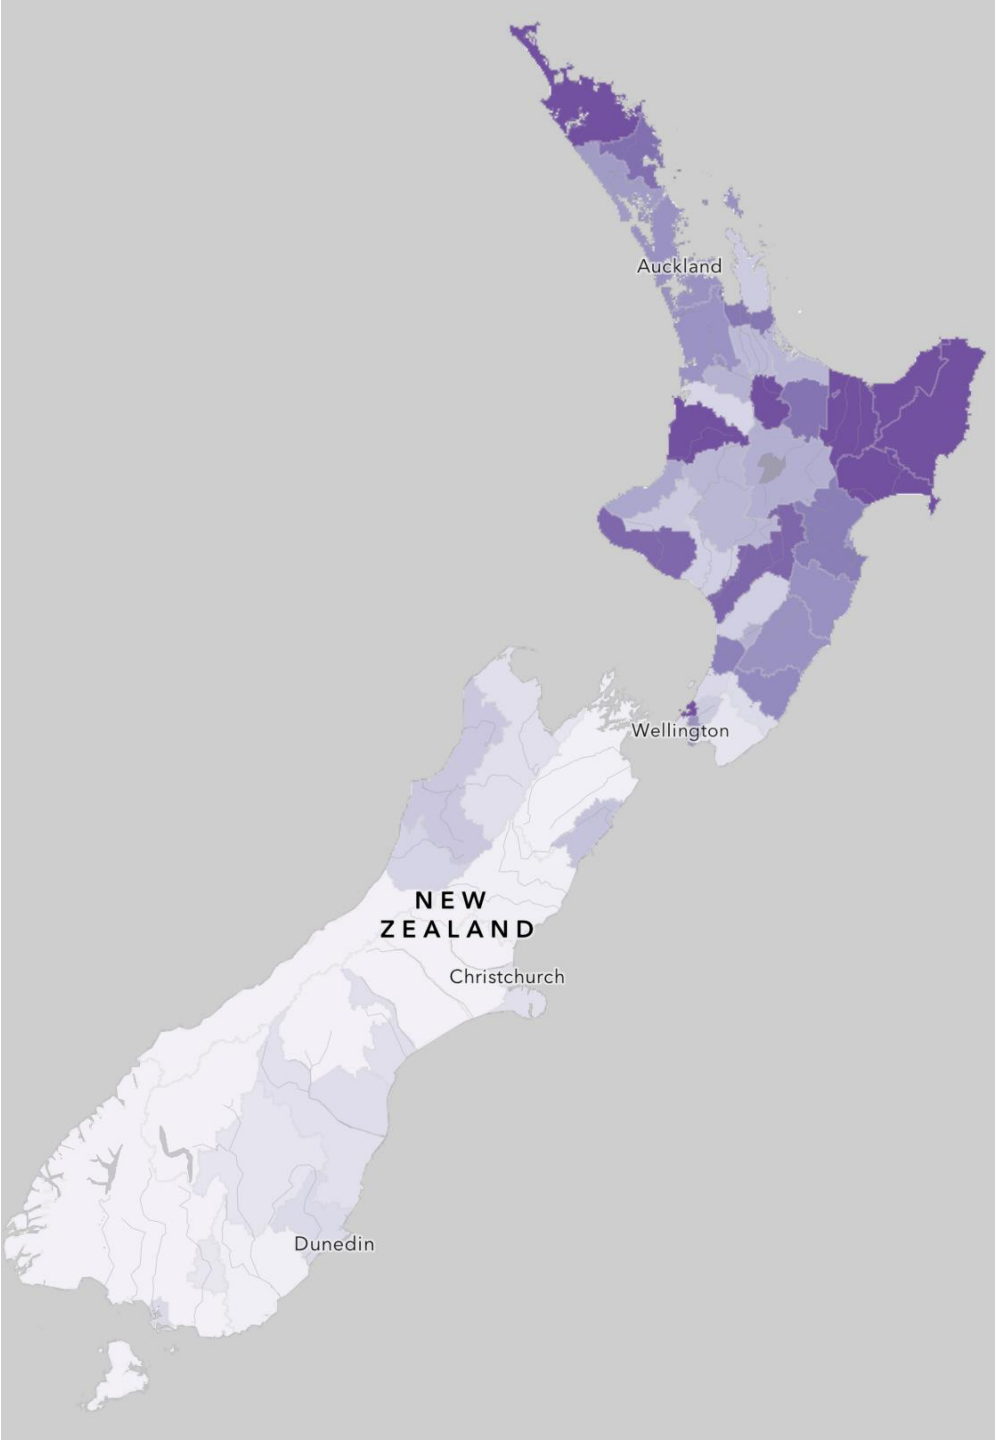 Auckland
Wellington
NEW
ZEALAND
Christchurch
Dunedin